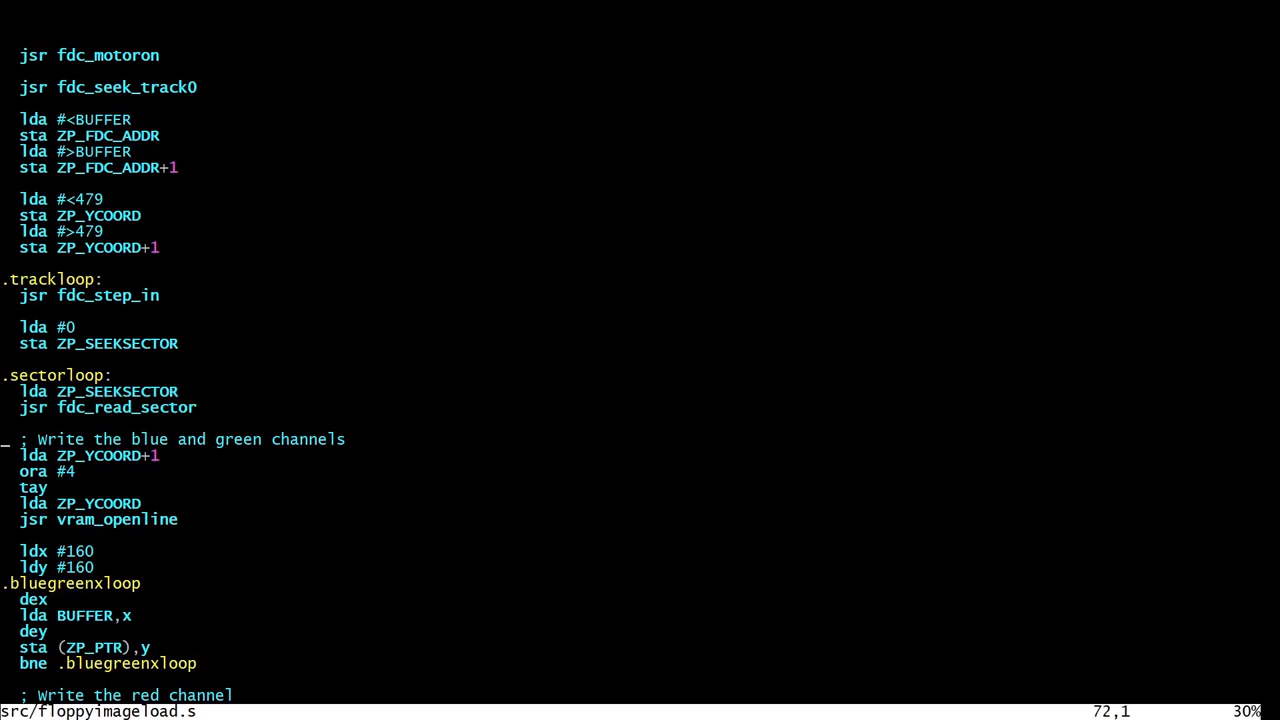 jsr fdc_motoron
jsr fdc_seek_track0
lda #<BUFFER
sta ZP_FDC_ADDR
lda #>BUFFER
sta ZP_FDC_ADDR+1
lda #<479
sta ZP_YCOORD
lda #>479
sta ZP_YCOORD+1
.trackloop:
jsr fdc_step_in
lda #0
sta ZP_SEEKSECTOR
.sectorloop:
lda ZP_SEEKSECTOR
jsr fdc_read_sector
; Write the blue and green channels
lda ZP_YCOORD+1
ora #4
tay
lda ZP_YCOORD
jsr vram_openline
ldx #160
ldy #160
.bluegreenxloop
dex
lda BUFFER,x
dey
sta (ZP_PTR),y
bne .bluegreenxloop
; Write the red channel
src/floppyimageload.s 72,1 30%